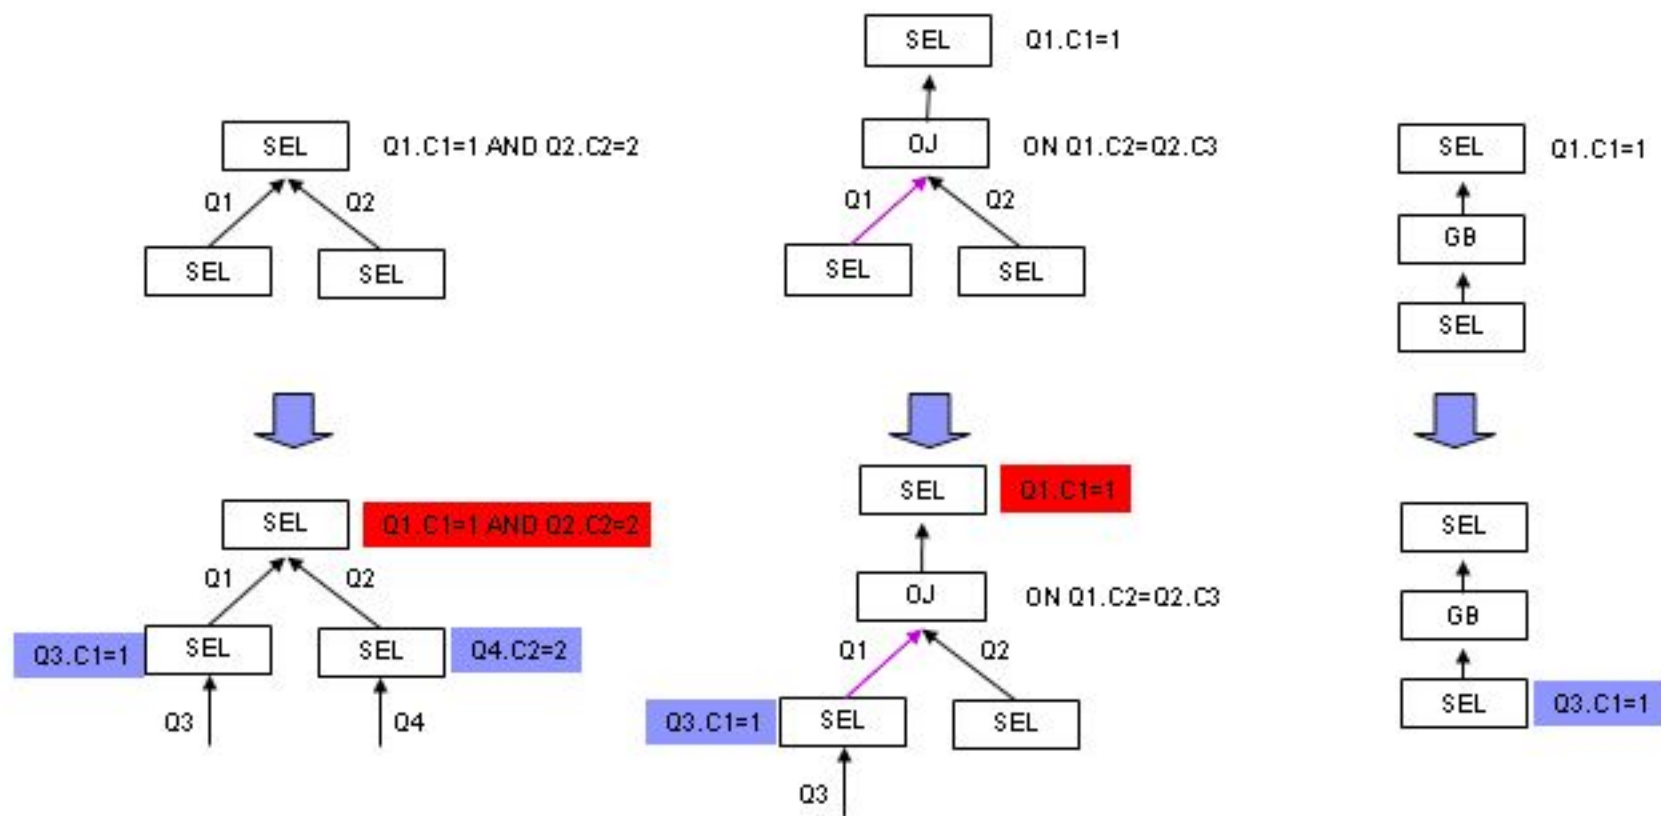 SEL Q1.C1=1 AND Q2.C2=2
Q1 Q2
SEL SEL
SEL Q1.C1=1
OJ ON Q1.C2=Q2.C3
Q1 Q2
SEL SEL
SEL Q1.C1=1
GB
SEL
SEL Q1.C1=1 AND Q2.C2=2
Q1 Q2
Q3.C1=1 SEL SEL Q4.C2=2
Q3 Q4
SEL Q1.C1=1
OJ ON Q1.C2=Q2.C3
Q1 Q2
Q3.C1=1 SEL SEL
Q3
SEL
GB
SEL Q3.C1=1